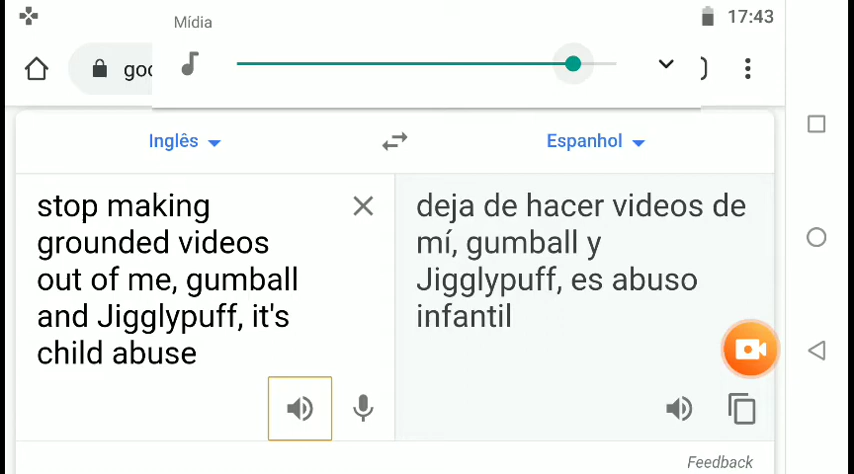 Mídia
17:43
goo
Inglês
Espanhol
stop making
grounded videos
out of me, gumball
and Jigglypuff, it's
child abuse
deja de hacer videos de
mí, gumball y
Jigglypuff, es abuso
infantil
Feedback